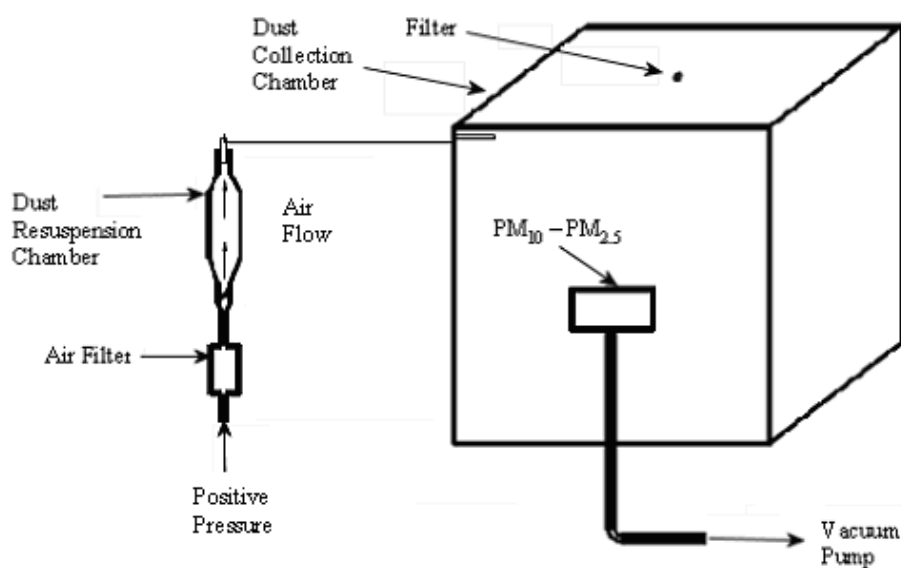 Dust
Collection
Chamber
Filter
Dust
Resuspension
Chamber
Air
Flow
PM10 – PM2.5
Air Filter
Positive
Pressure
Vacuum
Pump